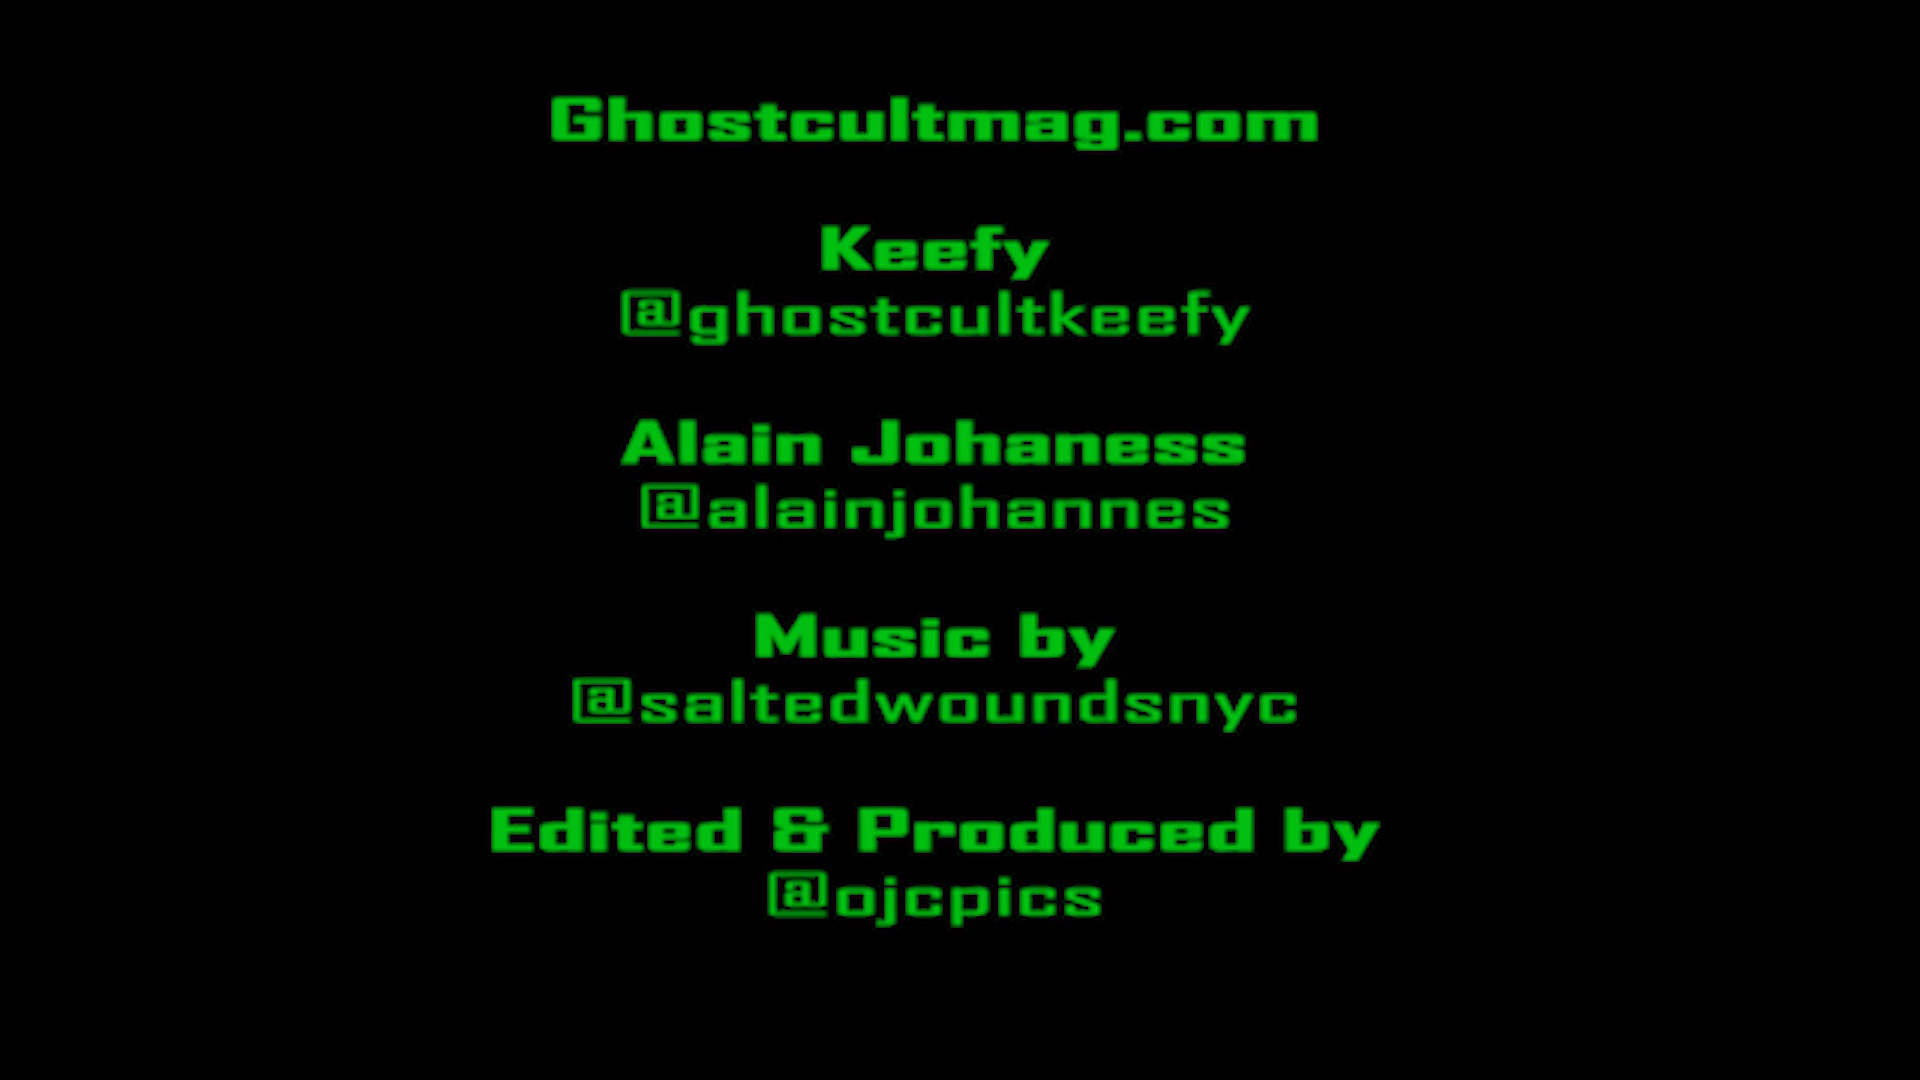 Ghostcultmag.com
Keefy
@ghostcultkeefy
Alain Johaness
@alainjohannes
Music by
@saltedwoundsnyc
Edited & Produced by
@ojcpics